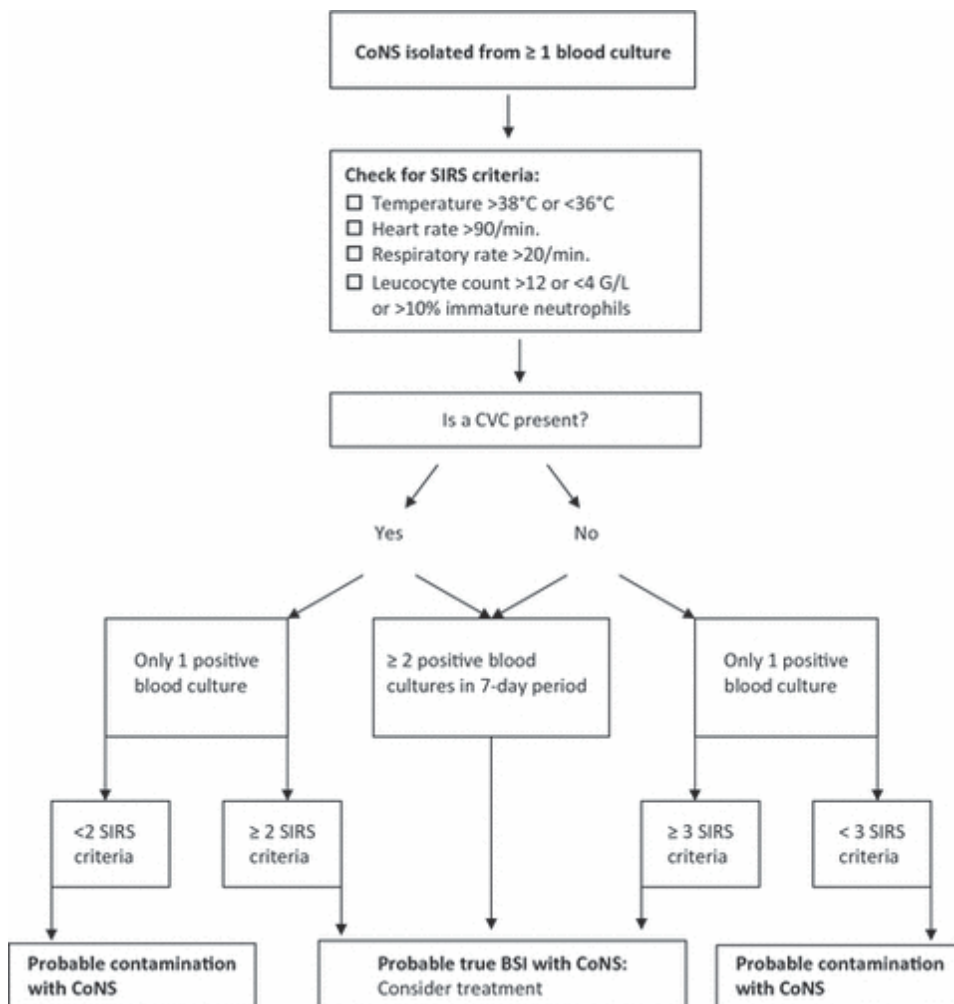 CoNS isolated from ≥ 1 blood culture
Check for SIRS criteria:
☐ Temperature >38°C or <36°C
☐ Heart rate >90/min.
☐ Respiratory rate >20/min.
☐ Leucocyte count >12 or <4 G/L
or >10% immature neutrophils
Is a CVC present?
Yes
No
Only 1 positive
blood culture
≥ 2 positive blood
cultures in 7-day period
Only 1 positive
blood culture
<2 SIRS
criteria
≥ 2 SIRS
criteria
≥ 3 SIRS
criteria
< 3 SIRS
criteria
Probable contamination
with CoNS
Probable true BSI with CoNS:
Consider treatment
Probable contamination
with CoNS